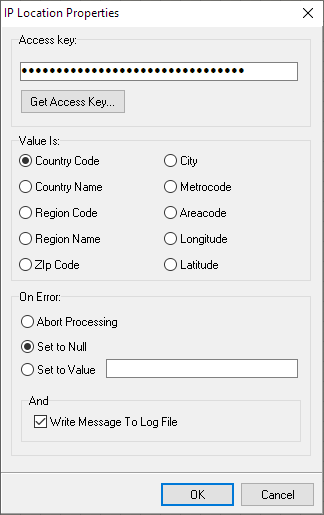 IP Location Properties
Access key:
••••••••••••••••••••••••••••••••
Get Access Key...
Value Is:
Country Code
City
Country Name
Metrocode
Region Code
Areacode
Region Name
Longitude
ZIp Code
Latitude
On Error:
Abort Processing
Set to Null
Set to Value
And
Write Message To Log File
OK
Cancel